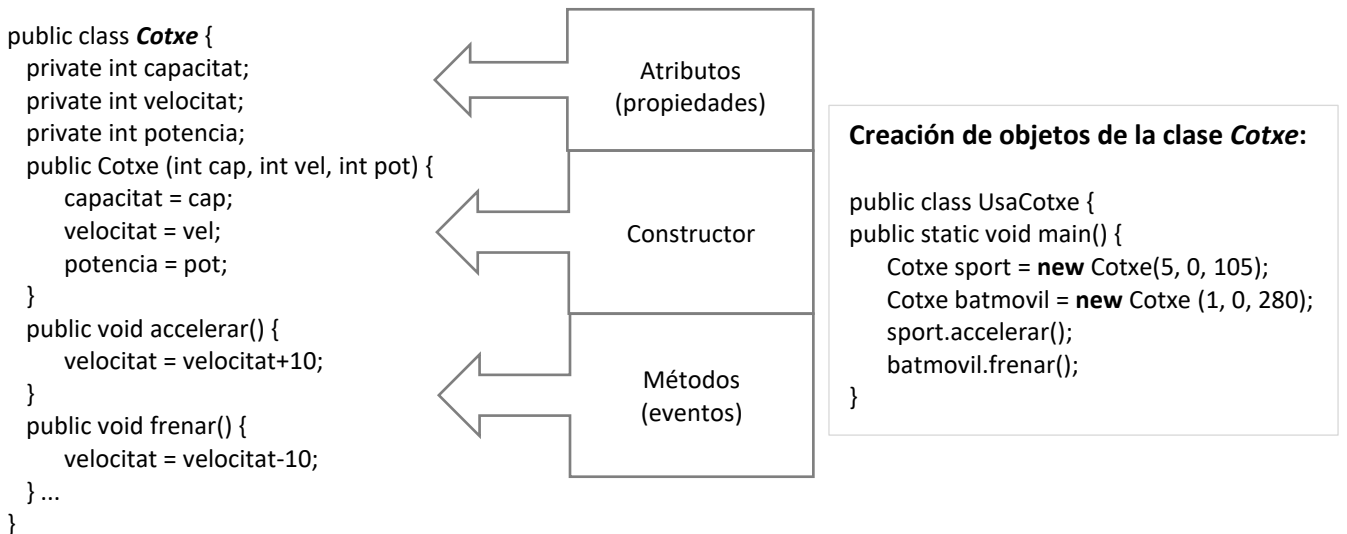 public class Cotxe {
private int capacitat;
private int velocitat;
private int potencia;
public Cotxe (int cap, int vel, int pot) {
capacitat = cap;
velocitat = vel;
potencia = pot;
}
public void accelerar() {
velocitat = velocitat+10;
}
public void frenar() {
velocitat = velocitat-10;
} ...
}
Atributos
(propiedades)
Constructor
Métodos
(eventos)
Creación de objetos de la clase Cotxe:
public class UsaCotxe {
public static void main() {
Cotxe sport = new Cotxe(5, 0, 105);
Cotxe batmovil = new Cotxe (1, 0, 280);
sport.accelerar();
batmovil.frenar();
}